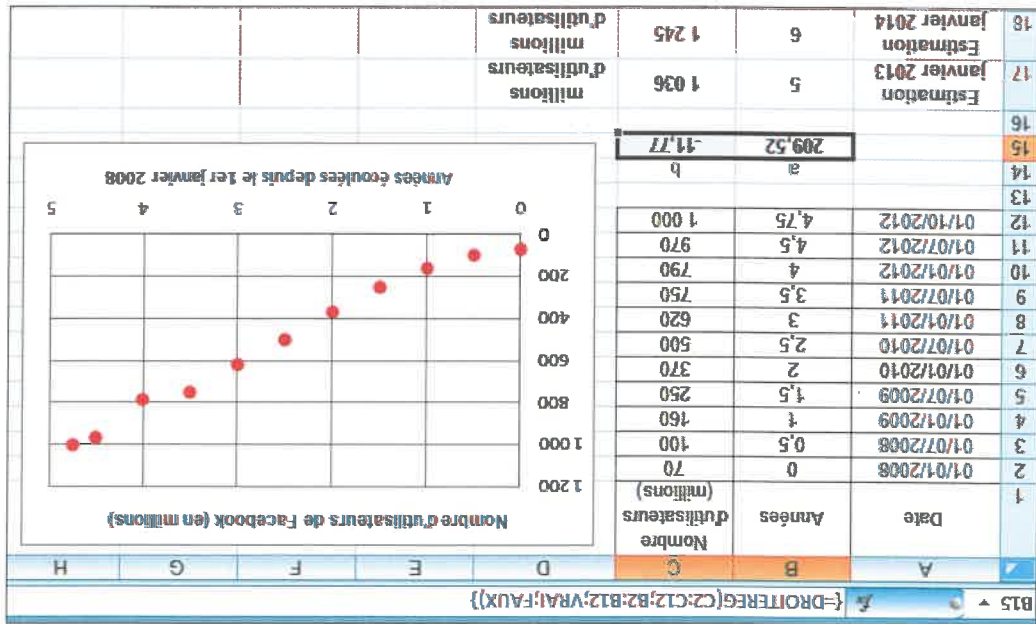 B15 fx {=DROITEREG(C2:C12;B2:B12;VRAI;FAUX)}
A B C D E F G H
1 Date Années Nombre d'utilisateurs (millions)
2 01/01/2008 0 70
3 01/07/2008 0,5 100
4 01/01/2009 1 160
5 01/07/2009 1,5 250
6 01/01/2010 2 370
7 01/07/2010 2,5 500
8 01/01/2011 3 620
9 01/07/2011 3,5 750
10 01/01/2012 4 790
11 01/07/2012 4,5 970
12 01/10/2012 4,75 1 000
13
14 a b
15 209,52 -11,77
16
17 Estimation janvier 2013 5 1 036 millions d'utilisateurs
18 Estimation janvier 2014 6 1 245 millions d'utilisateurs
Nombre d'utilisateurs de Facebook (en millions)
1 200
1 000
800
600
400
200
0
0 1 2 3 4 5
Années écoulées depuis le 1er janvier 2008